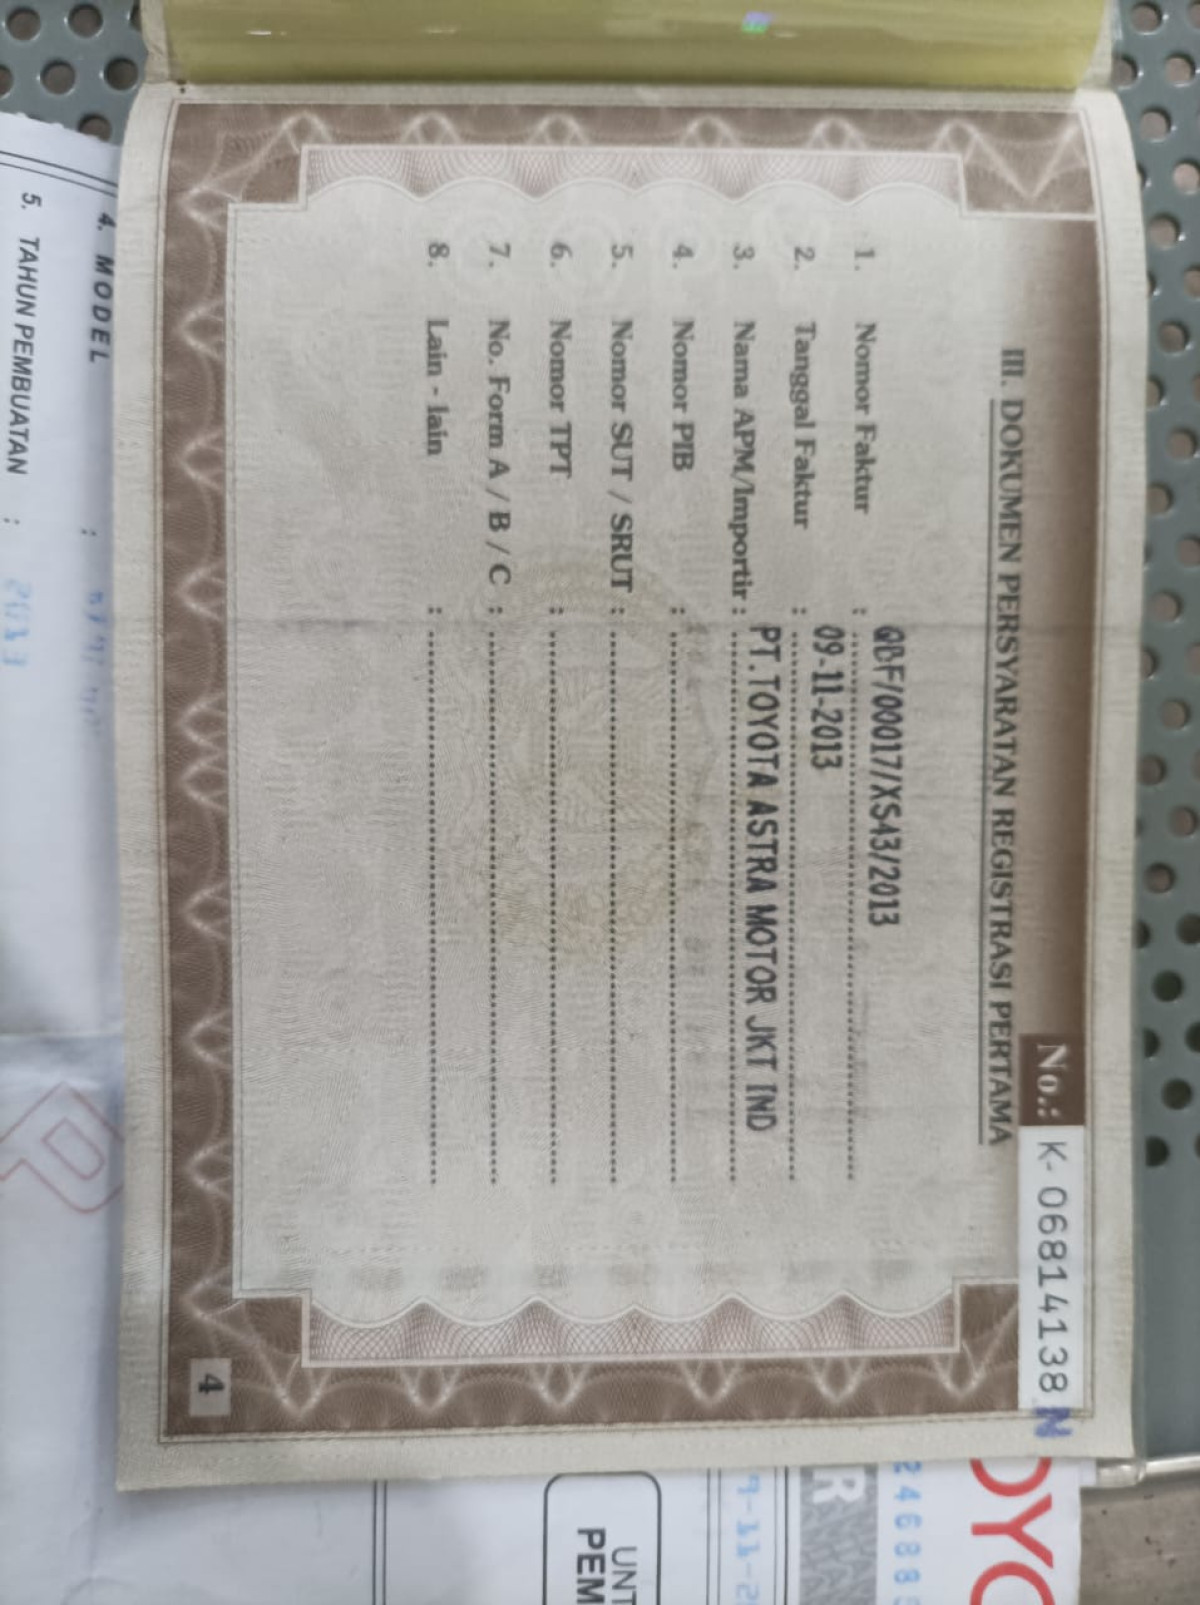 No.: K-06814138 N
III. DOKUMEN PERSYARATAN REGISTRASI PERTAMA
1. Nomor Faktur : QDF/00017/XS43/2013
2. Tanggal Faktur : 09-11-2013
3. Nama APM/Importir : PT.TOYOTA ASTRA MOTOR JKT IND
4. Nomor PIB :
5. Nomor SUT / SRUT :
6. Nomor TPT :
7. No. Form A / B / C :
8. Lain - lain :
4
4. MODEL :
5. TAHUN PEMBUATAN : 2013
OYO
UNT
PEM